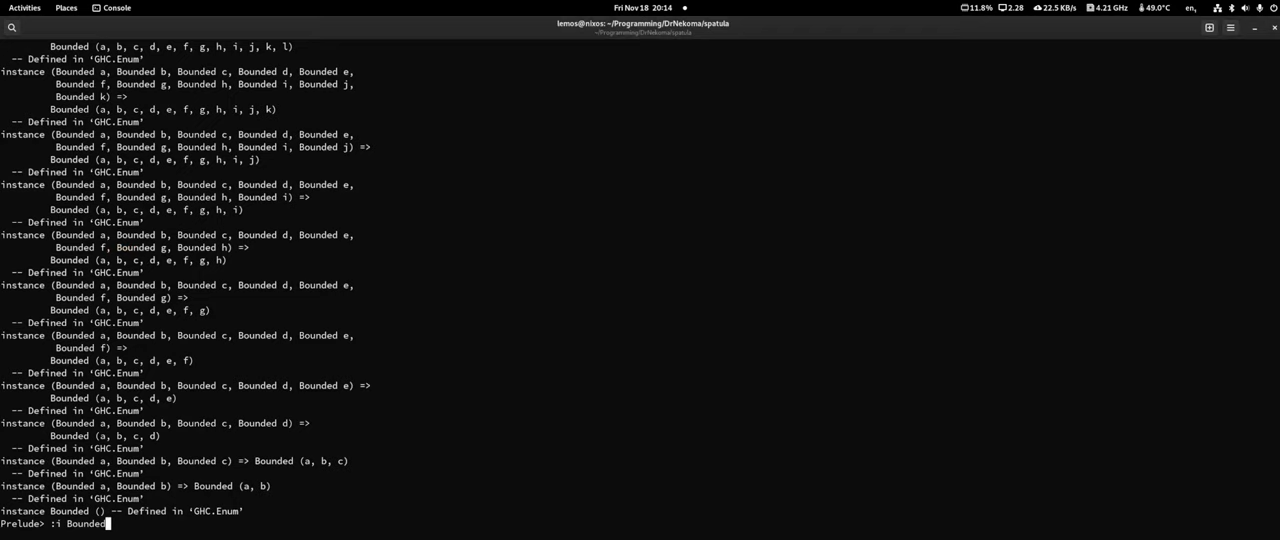 Activities Places Console Fri Nov 18 20:14 11.8% 2.28 22.5 KB/s 4.21 GHz 49.0°C en₁
lemos@nixos: ~/Programming/DrNekoma/spatula
~/Programming/DrNekoma/spatula
Bounded (a, b, c, d, e, f, g, h, i, j, k, l)
-- Defined in ‘GHC.Enum’
instance (Bounded a, Bounded b, Bounded c, Bounded d, Bounded e,
Bounded f, Bounded g, Bounded h, Bounded i, Bounded j,
Bounded k) =>
Bounded (a, b, c, d, e, f, g, h, i, j, k)
-- Defined in ‘GHC.Enum’
instance (Bounded a, Bounded b, Bounded c, Bounded d, Bounded e,
Bounded f, Bounded g, Bounded h, Bounded i, Bounded j) =>
Bounded (a, b, c, d, e, f, g, h, i, j)
-- Defined in ‘GHC.Enum’
instance (Bounded a, Bounded b, Bounded c, Bounded d, Bounded e,
Bounded f, Bounded g, Bounded h, Bounded i) =>
Bounded (a, b, c, d, e, f, g, h, i)
-- Defined in ‘GHC.Enum’
instance (Bounded a, Bounded b, Bounded c, Bounded d, Bounded e,
Bounded f, Bounded g, Bounded h) =>
Bounded (a, b, c, d, e, f, g, h)
-- Defined in ‘GHC.Enum’
instance (Bounded a, Bounded b, Bounded c, Bounded d, Bounded e,
Bounded f, Bounded g) =>
Bounded (a, b, c, d, e, f, g)
-- Defined in ‘GHC.Enum’
instance (Bounded a, Bounded b, Bounded c, Bounded d, Bounded e,
Bounded f) =>
Bounded (a, b, c, d, e, f)
-- Defined in ‘GHC.Enum’
instance (Bounded a, Bounded b, Bounded c, Bounded d, Bounded e) =>
Bounded (a, b, c, d, e)
-- Defined in ‘GHC.Enum’
instance (Bounded a, Bounded b, Bounded c, Bounded d) =>
Bounded (a, b, c, d)
-- Defined in ‘GHC.Enum’
instance (Bounded a, Bounded b, Bounded c) => Bounded (a, b, c)
-- Defined in ‘GHC.Enum’
instance (Bounded a, Bounded b) => Bounded (a, b)
-- Defined in ‘GHC.Enum’
instance Bounded () -- Defined in ‘GHC.Enum’
Prelude> :i Bounded